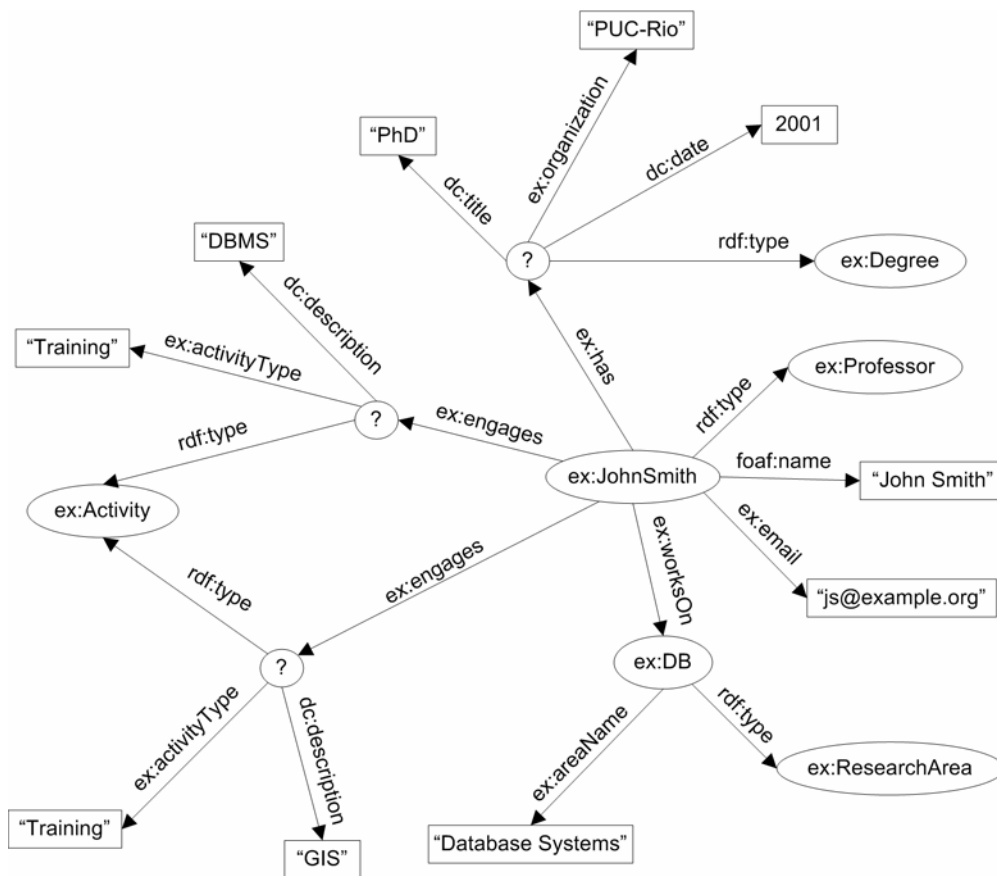 “PUC-Rio”
“PhD”
2001
ex:organization
dc:date
dc:title
“DBMS”
?
rdf:type
ex:Degree
dc:description
“Training”
ex:activityType
ex:has
ex:Professor
rdf:type
?
ex:engages
rdf:type
foaf:name
ex:JohnSmith
“John Smith”
ex:Activity
ex:email
ex:engages
ex:worksOn
rdf:type
“js@example.org”
?
ex:DB
ex:activityType
dc:description
rdf:type
ex:areaName
ex:ResearchArea
“Training”
“GIS”
“Database Systems”